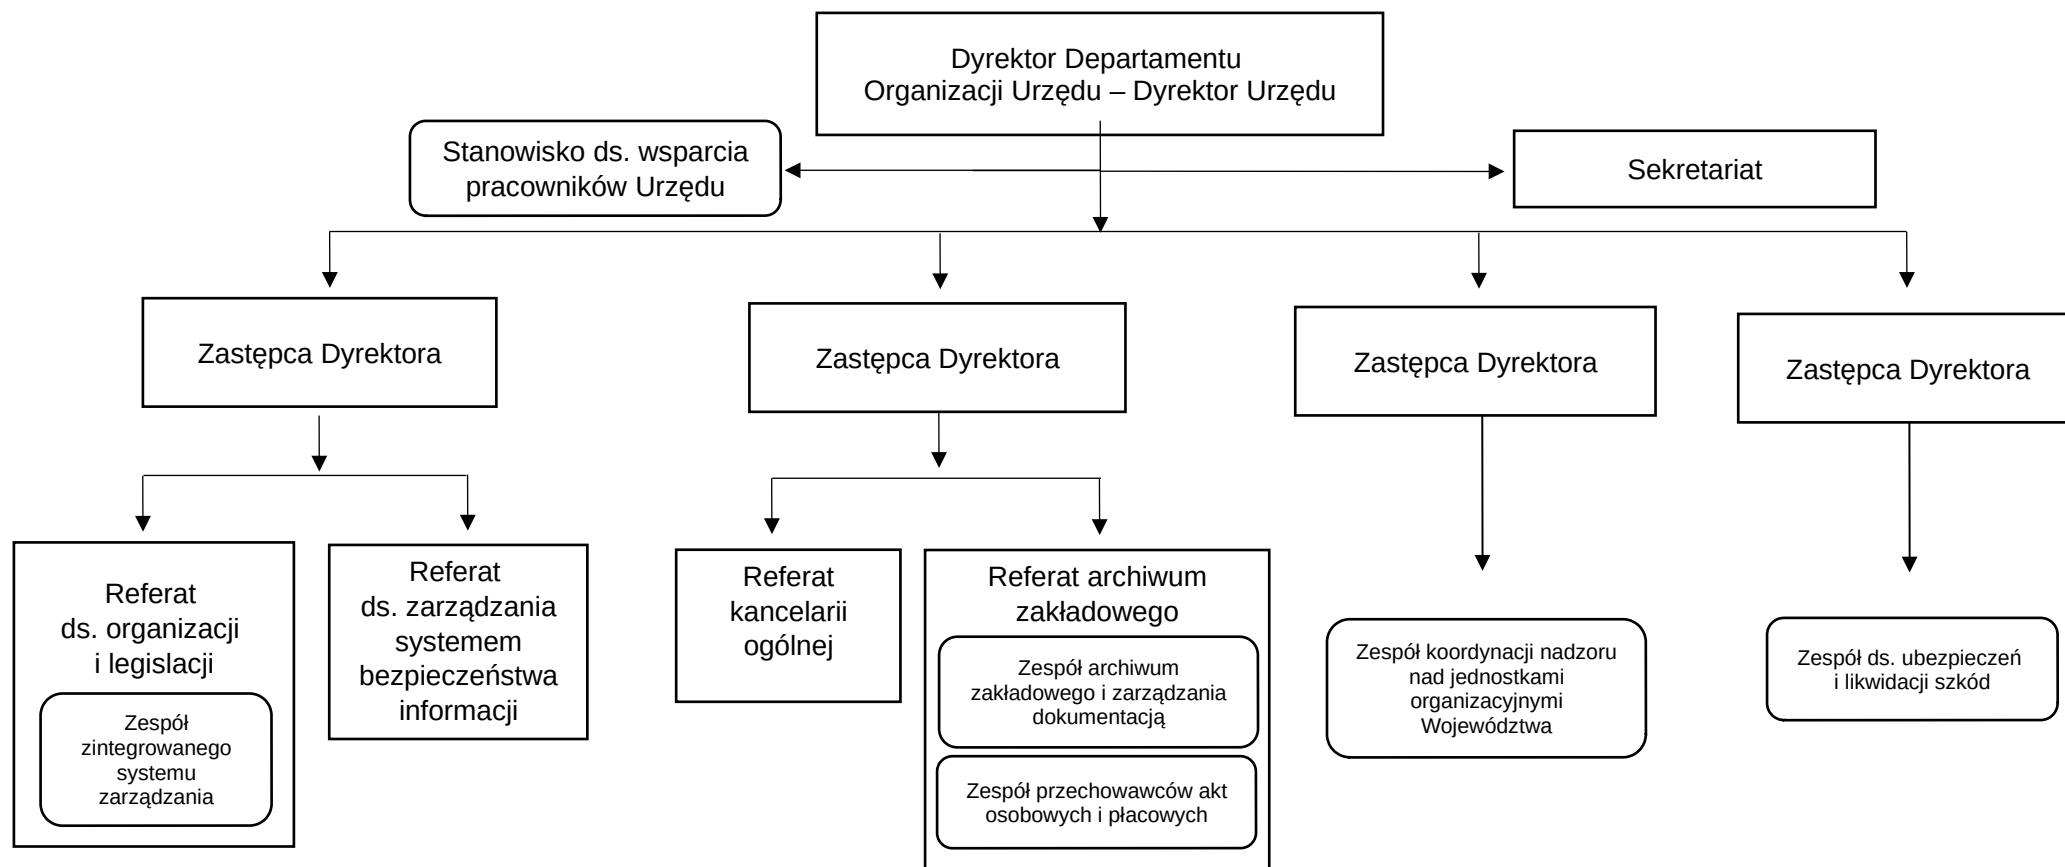 Dyrektor Departamentu
Organizacji Urzędu – Dyrektor Urzędu
Stanowisko ds. wsparcia
pracowników Urzędu
Sekretariat
Zastępca Dyrektora
Zastępca Dyrektora
Zastępca Dyrektora
Zastępca Dyrektora
Referat
ds. organizacji
i legislacji
Zespół
zintegrowanego
systemu
zarządzania
Referat
ds. zarządzania
systemem
bezpieczeństwa
informacji
Referat
kancelarii
ogólnej
Referat archiwum
zakładowego
Zespół archiwum
zakładowego i zarządzania
dokumentacją
Zespół przechowawców akt
osobowych i płacowych
Zespół koordynacji nadzoru
nad jednostkami
organizacyjnymi
Województwa
Zespół ds. ubezpieczeń
i likwidacji szkód